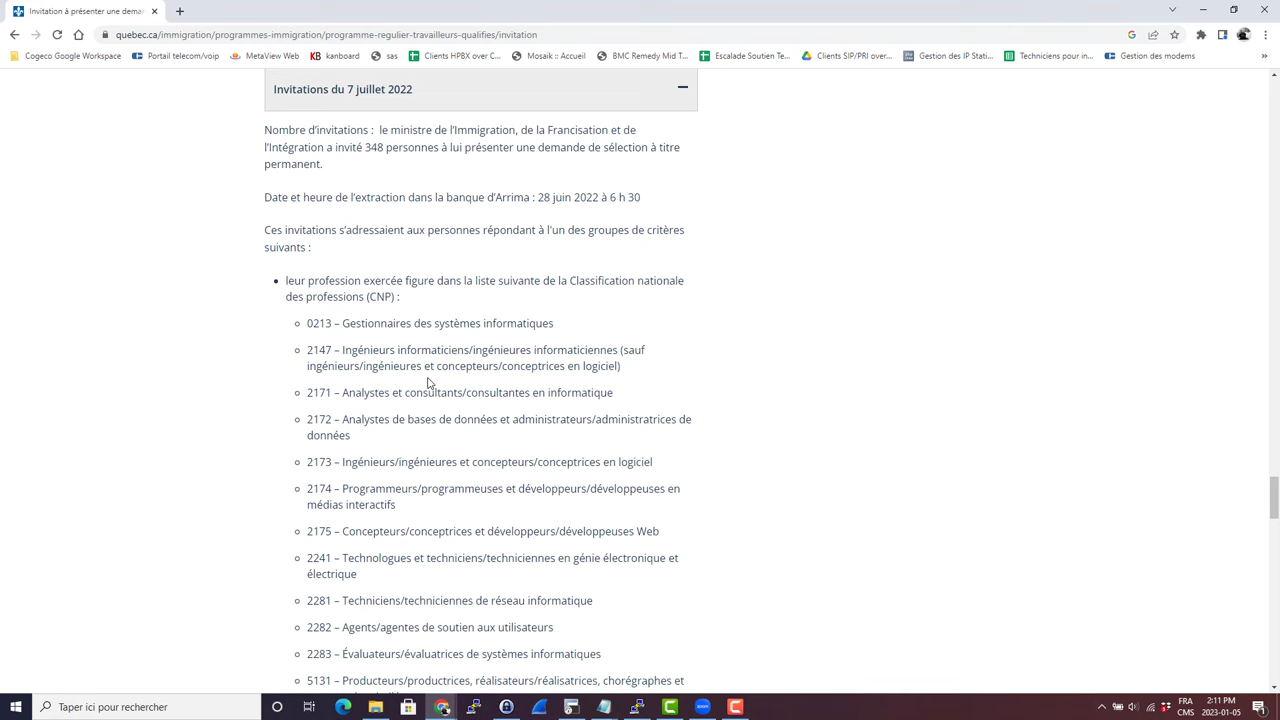 Invitation à présenter une dema
quebec.ca/immigration/programmes-immigration/programme-regulier-travailleurs-qualifies/invitation
Cogeco Google Workspace
Portail telecom/voip
MetaView Web
KB kanboard
sas
Clients HPBX over C...
Mosaik :: Accueil
BMC Remedy Mid T...
Escalade Soutien Te...
Clients SIP/PRI over...
Gestion des IP Stati...
Techniciens pour in...
Gestion des modems
Invitations du 7 juillet 2022
Nombre d’invitations :  le ministre de l’Immigration, de la Francisation et de
l’Intégration a invité 348 personnes à lui présenter une demande de sélection à titre
permanent.
Date et heure de l’extraction dans la banque d’Arrima : 28 juin 2022 à 6 h 30
Ces invitations s’adressaient aux personnes répondant à l'un des groupes de critères
suivants :
leur profession exercée figure dans la liste suivante de la Classification nationale
des professions (CNP) :
0213 – Gestionnaires des systèmes informatiques
2147 – Ingénieurs informaticiens/ingénieures informaticiennes (sauf
ingénieurs/ingénieures et concepteurs/conceptrices en logiciel)
2171 – Analystes et consultants/consultantes en informatique
2172 – Analystes de bases de données et administrateurs/administratrices de
données
2173 – Ingénieurs/ingénieures et concepteurs/conceptrices en logiciel
2174 – Programmeurs/programmeuses et développeurs/développeuses en
médias interactifs
2175 – Concepteurs/conceptrices et développeurs/développeuses Web
2241 – Technologues et techniciens/techniciennes en génie électronique et
électrique
2281 – Techniciens/techniciennes de réseau informatique
2282 – Agents/agentes de soutien aux utilisateurs
2283 – Évaluateurs/évaluatrices de systèmes informatiques
5131 – Producteurs/productrices, réalisateurs/réalisatrices, chorégraphes et
Taper ici pour rechercher
FRA
CMS
2:11 PM
2023-01-05